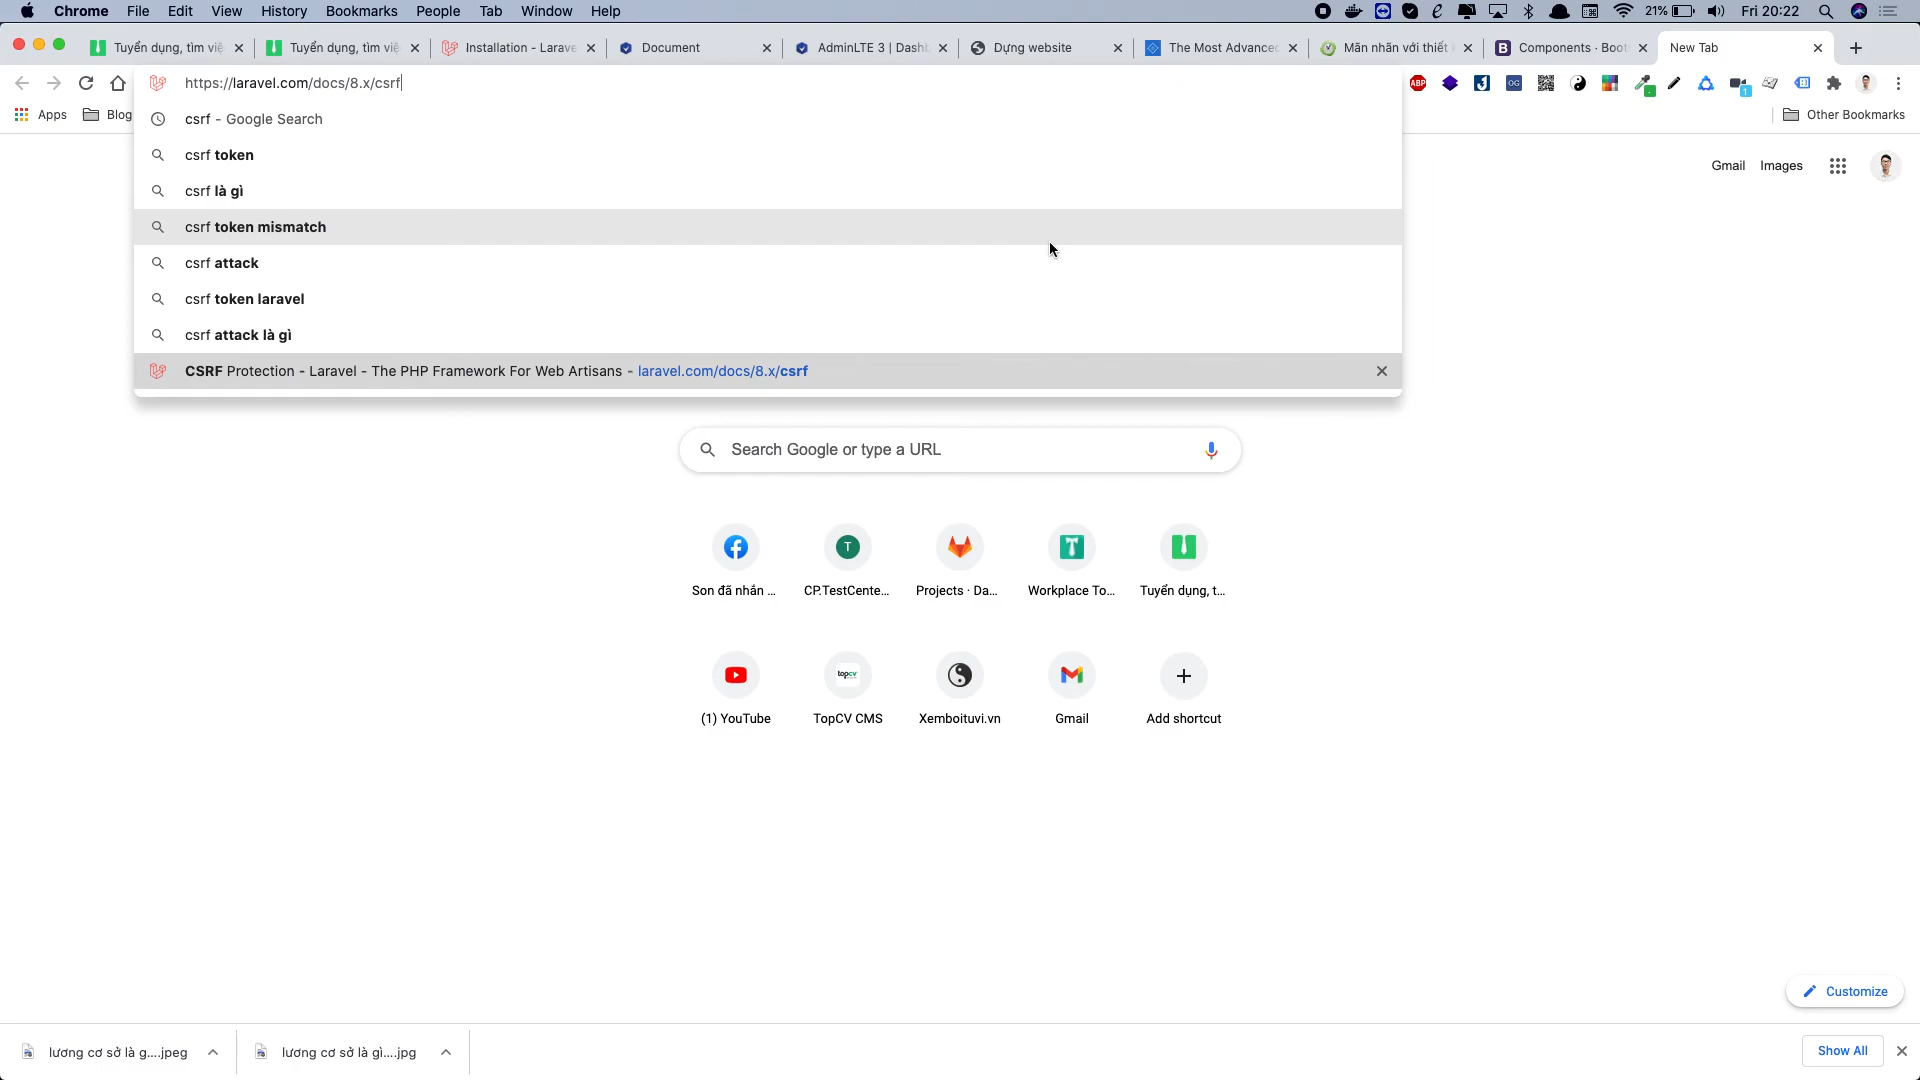 Chrome File Edit View History Bookmarks People Tab Window Help 21% Fri 20:22
Tuyển dụng, tìm việ Tuyển dụng, tìm việ Installation - Larave Document AdminLTE 3 | Dashb Dựng website The Most Advanced Mãn nhãn với thiết Components · Boot New Tab
https://laravel.com/docs/8.x/csrf
ABP OG 1
Apps Blog Other Bookmarks
csrf - Google Search
csrf token
csrf là gì
csrf token mismatch
csrf attack
csrf token laravel
csrf attack là gì
CSRF Protection - Laravel - The PHP Framework For Web Artisans - laravel.com/docs/8.x/csrf
Gmail Images
Search Google or type a URL
T
Son đã nhắn ... CP.TestCente... Projects · Da... Workplace To... Tuyển dụng, t...
topcv
(1) YouTube TopCV CMS Xemboituvi.vn Gmail Add shortcut
Customize
lương cơ sở là g....jpeg lương cơ sở là gì....jpg Show All